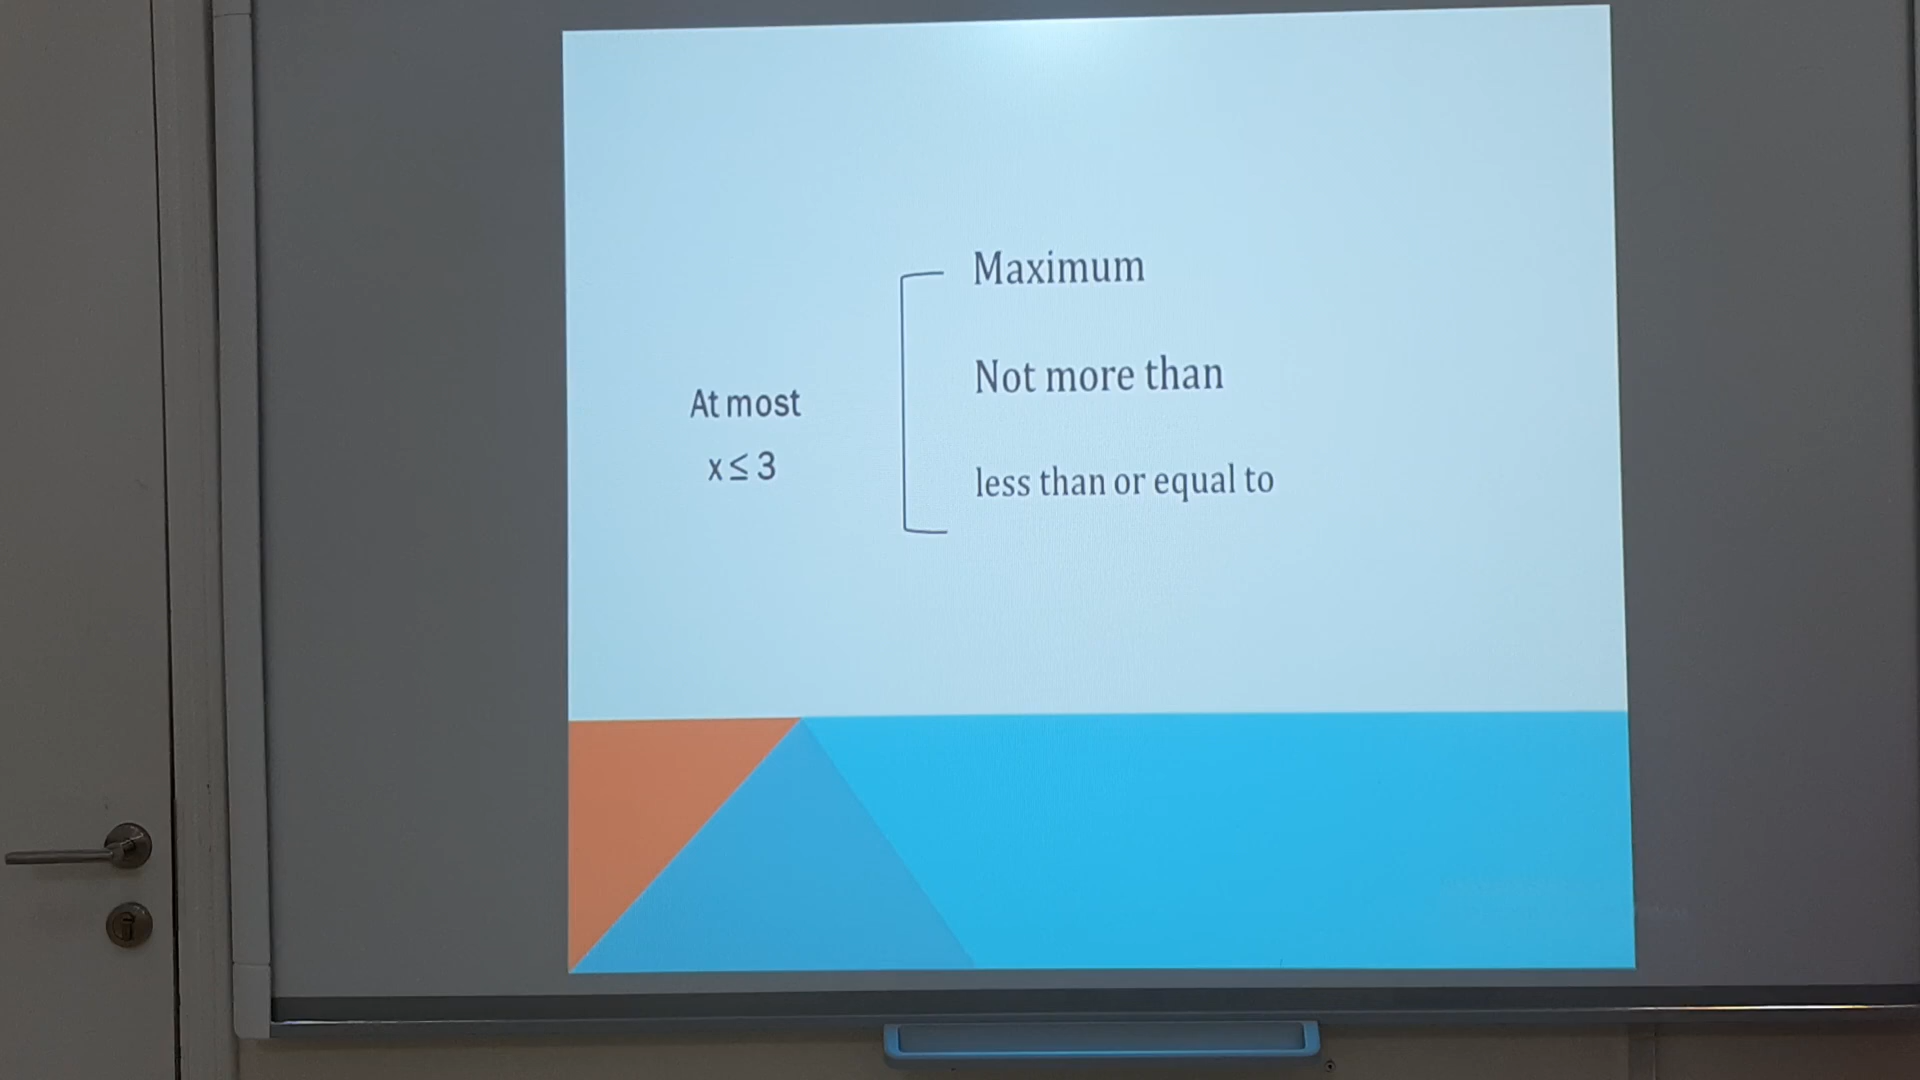 At most
x ≤ 3
Maximum
Not more than
less than or equal to